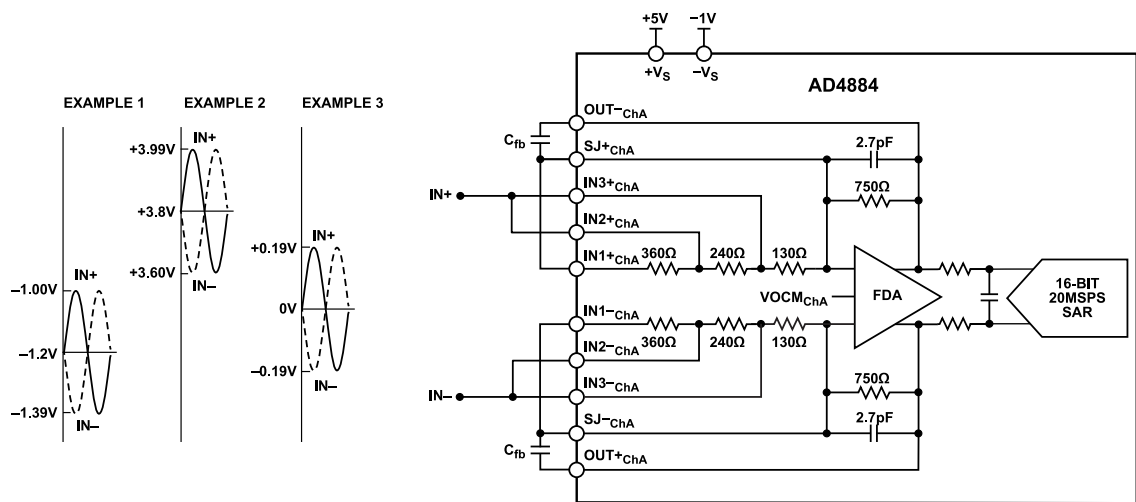 +5V
−1V
+VS
−VS
AD4884
EXAMPLE 1
EXAMPLE 2
EXAMPLE 3
IN+
+3.99V
+3.8V
+3.60V
IN−
IN+
+0.19V
0V
−0.19V
IN−
IN+
−1.00V
−1.2V
−1.39V
IN−
OUT−ChA
Cfb
SJ+ChA
2.7pF
IN+
IN3+ChA
750Ω
IN2+ChA
IN1+ChA
360Ω
240Ω
130Ω
VOCMChA
FDA
16-BIT
20MSPS
SAR
IN1−ChA
360Ω
240Ω
130Ω
IN2−ChA
IN−
IN3−ChA
750Ω
SJ−ChA
2.7pF
Cfb
OUT+ChA